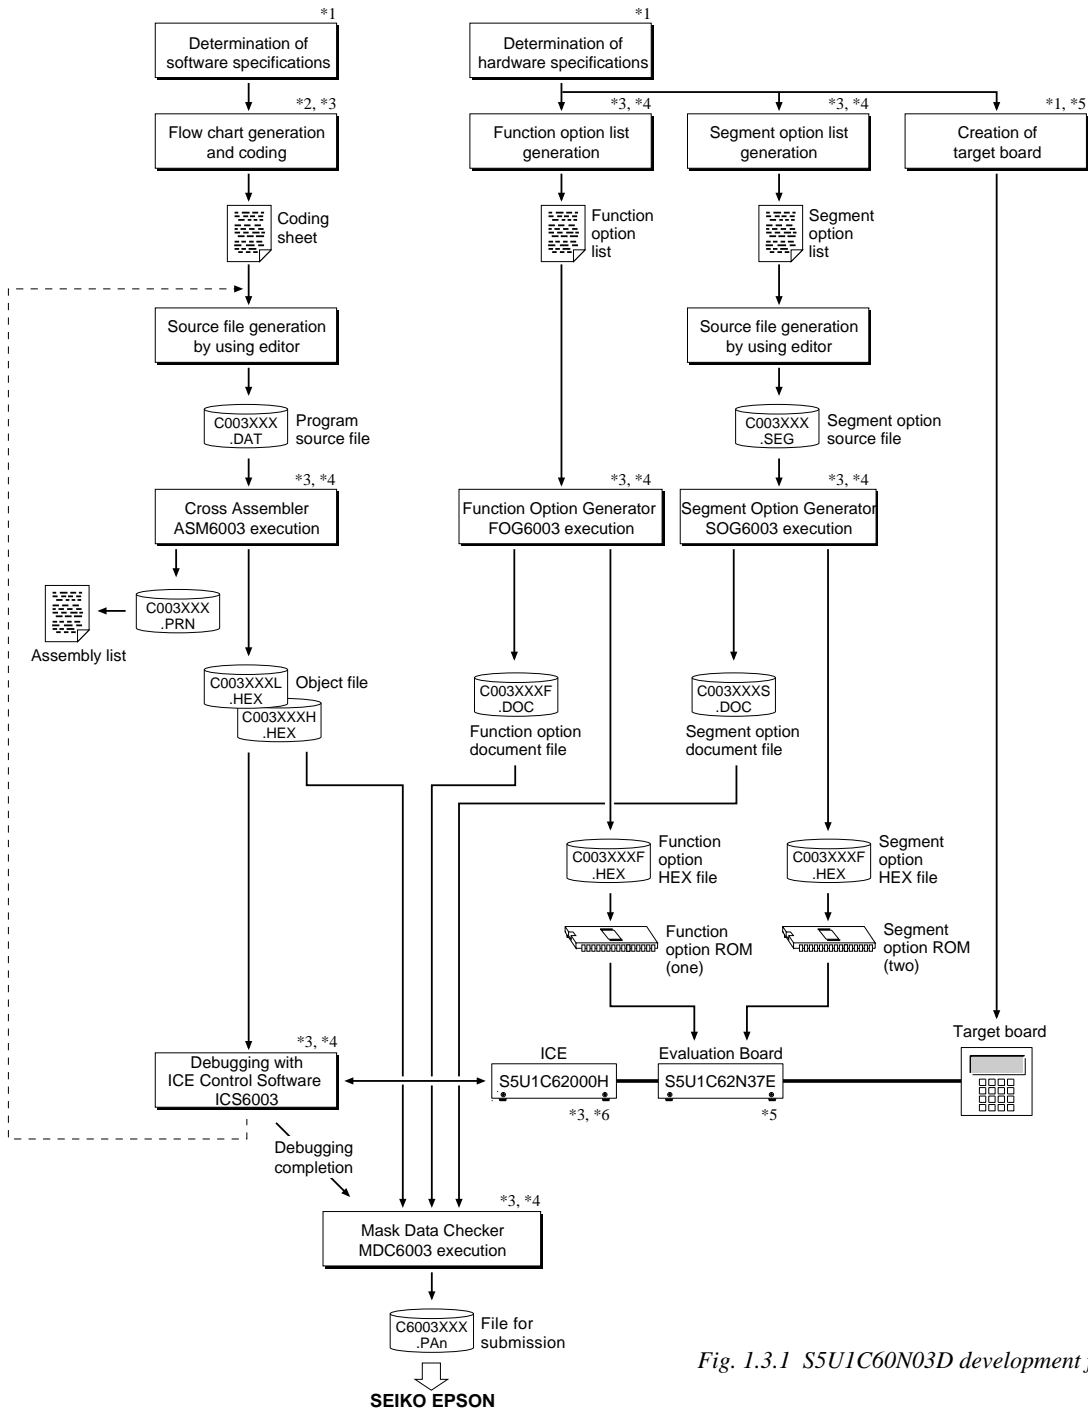 *1
Determination of
software specifications
*1
Determination of
hardware specifications
*2, *3
Flow chart generation
and coding
*3, *4
Function option list
generation
*3, *4
Segment option list
generation
*1, *5
Creation of
target board
Coding
sheet
Function
option
list
Segment
option
list
Source file generation
by using editor
Source file generation
by using editor
C003XXX
.DAT
Program
source file
C003XXX
.SEG
Segment option
source file
*3, *4
Cross Assembler
ASM6003 execution
*3, *4
Function Option Generator
FOG6003 execution
*3, *4
Segment Option Generator
SOG6003 execution
C003XXX
.PRN
Assembly list
C003XXXL
.HEX
Object file
C003XXXH
.HEX
C003XXXF
.DOC
Function option
document file
C003XXXS
.DOC
Segment option
document file
C003XXXF
.HEX
Function
option
HEX file
C003XXXF
.HEX
Segment
option
HEX file
Function
option ROM
(one)
Segment
option ROM
(two)
*3, *4
Debugging with
ICE Control Software
ICS6003
ICE
S5U1C62000H
*3, *6
Evaluation Board
S5U1C62N37E
*5
Target board
Debugging
completion
*3, *4
Mask Data Checker
MDC6003 execution
C6003XXX
.PAn
File for
submission
SEIKO EPSON
Fig. 1.3.1 S5U1C60N03D development